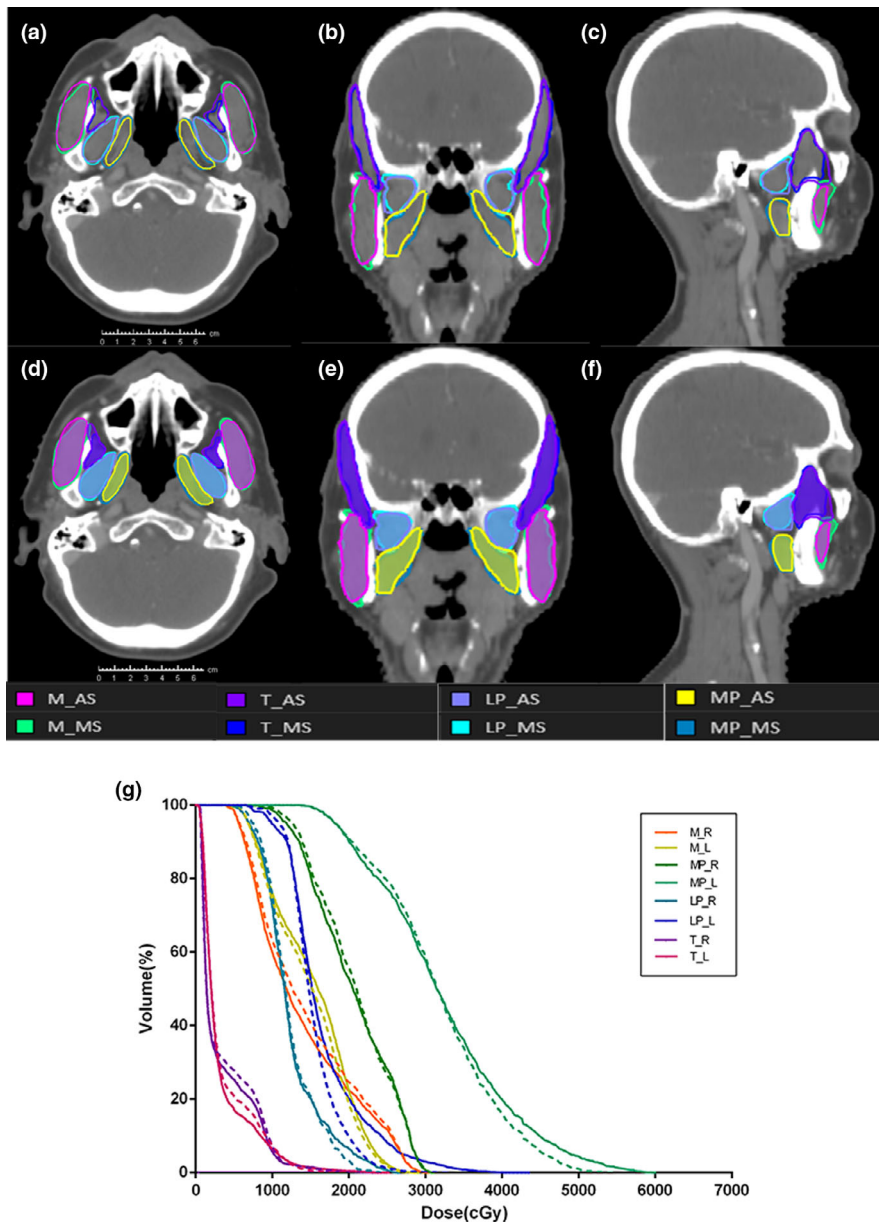 (a) (b) (c)
0 1 2 3 4 5 6 cm
(d) (e) (f)
0 1 2 3 4 5 6 cm
M_AS T_AS LP_AS MP_AS
M_MS T_MS LP_MS MP_MS
(g)
Volume(%)
100
80
60
40
20
0
0 1000 2000 3000 4000 5000 6000 7000
Dose(cGy)
M_R
M_L
MP_R
MP_L
LP_R
LP_L
T_R
T_L